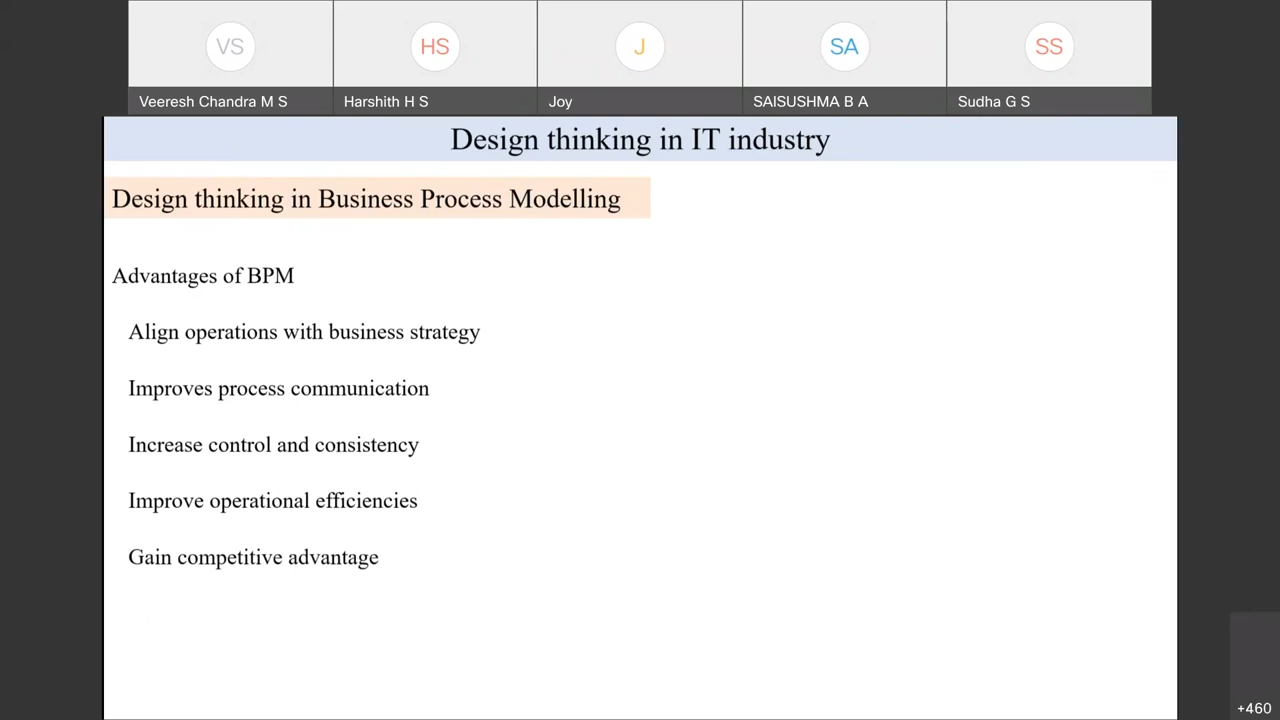 VS
HS
J
SA
SS
Veeresh Chandra M S
Harshith H S
Joy
SAISUSHMA B A
Sudha G S
Design thinking in IT industry
Design thinking in Business Process Modelling
Advantages of BPM
Align operations with business strategy
Improves process communication
Increase control and consistency
Improve operational efficiencies
Gain competitive advantage
+460